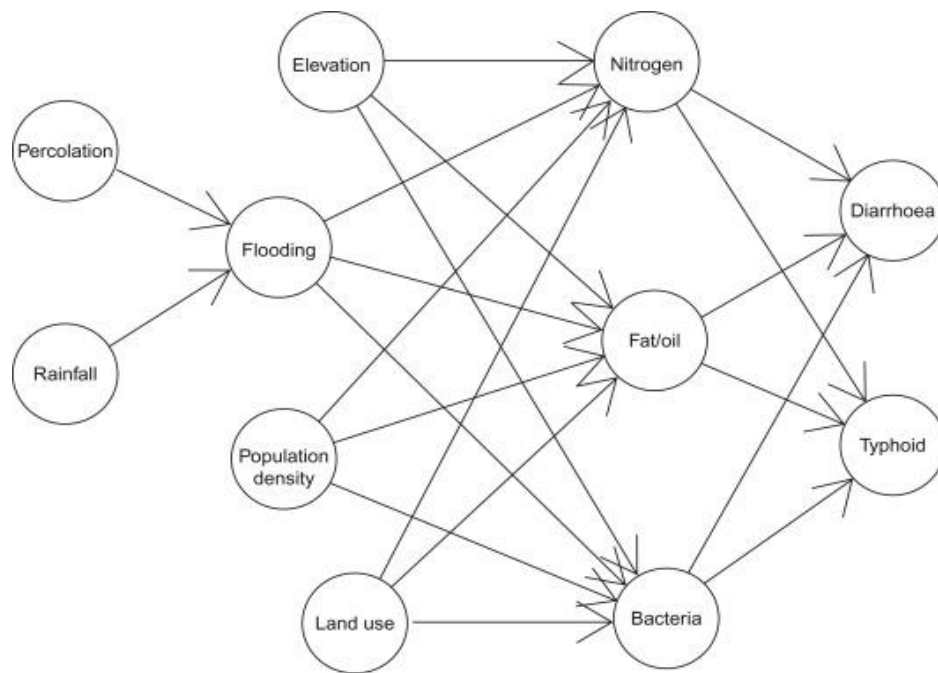 Elevation
Nitrogen
Percolation
Diarrhoea
Flooding
Fat/oil
Rainfall
Typhoid
Population
density
Land use
Bacteria